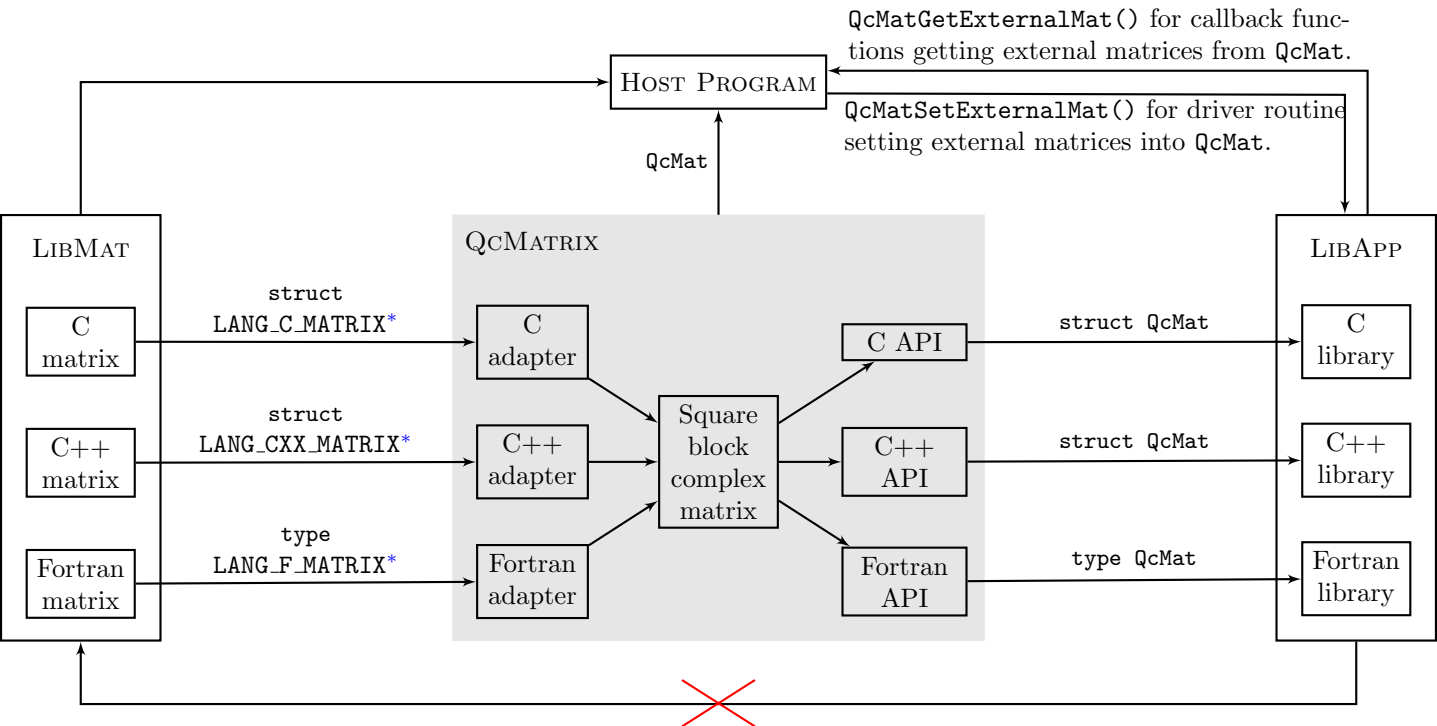 QcMatGetExternalMat() for callback func-
tions getting external matrices from QcMat.
HOST PROGRAM
QcMatSetExternalMat() for driver routine
setting external matrices into QcMat.
QcMat
LIBMAT
C
matrix
C++
matrix
Fortran
matrix
struct
LANG_C_MATRIX*
struct
LANG_CXX_MATRIX*
type
LANG_F_MATRIX*
QCMATRIX
C
adapter
C++
adapter
Fortran
adapter
Square
block
complex
matrix
C API
C++
API
Fortran
API
struct QcMat
struct QcMat
type QcMat
LIBAPP
C
library
C++
library
Fortran
library